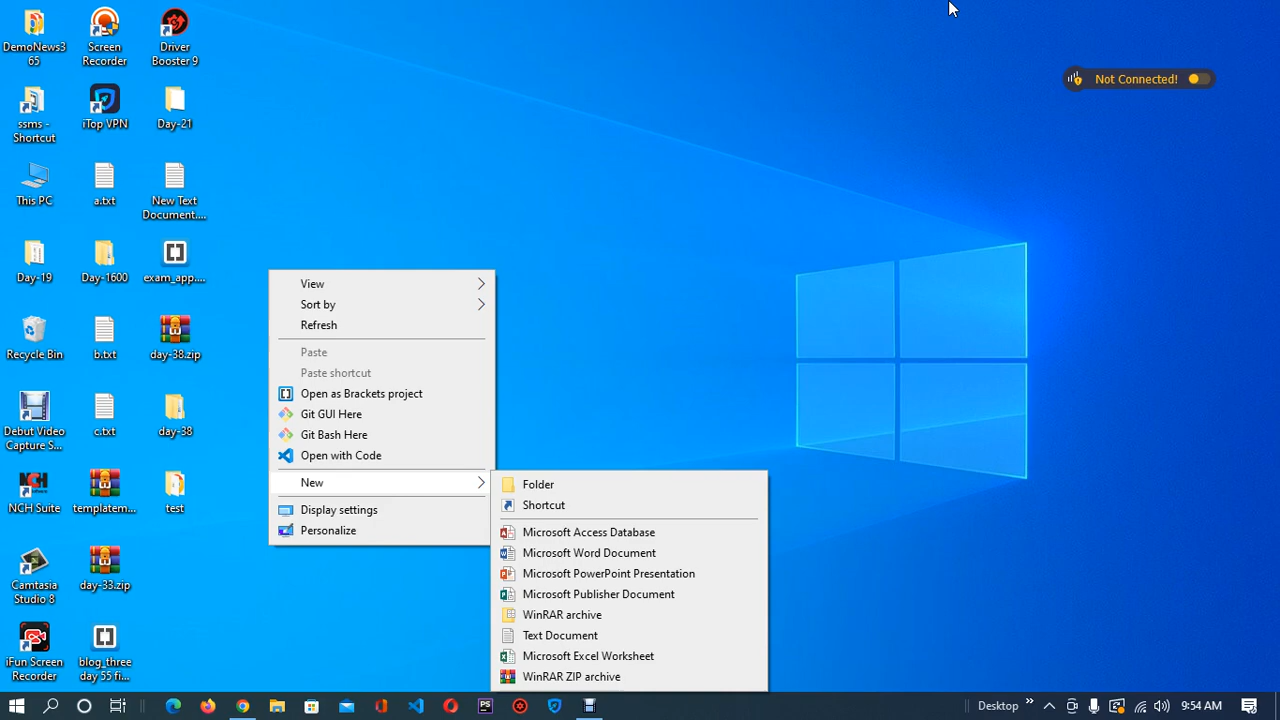 DemoNews3
65
Screen
Recorder
Driver
Booster 9
ssms -
Shortcut
iTop VPN
Day-21
This PC
a.txt
New Text
Document....
Day-19
Day-1600
exam_app....
Recycle Bin
b.txt
day-38.zip
Debut Video
Capture S...
c.txt
day-38
NCH Suite
templatem...
test
Camtasia
Studio 8
day-33.zip
iFun Screen
Recorder
blog_three
day 55 fi...
Not Connected!
View
Sort by
Refresh
Paste
Paste shortcut
Open as Brackets project
Git GUI Here
Git Bash Here
Open with Code
New
Display settings
Personalize
Folder
Shortcut
Microsoft Access Database
Microsoft Word Document
Microsoft PowerPoint Presentation
Microsoft Publisher Document
WinRAR archive
Text Document
Microsoft Excel Worksheet
WinRAR ZIP archive
Desktop
9:54 AM